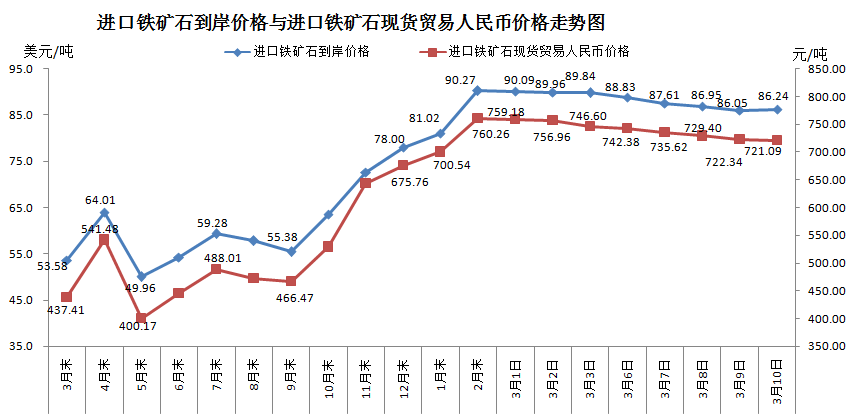 进口铁矿石到岸价格与进口铁矿石现货贸易人民币价格走势图
美元/吨
元/吨
进口铁矿石到岸价格
进口铁矿石现货贸易人民币价格
95.0
85.0
75.0
65.0
55.0
45.0
35.0
850.00
800.00
750.00
700.00
650.00
600.00
550.00
500.00
450.00
400.00
350.00
53.58
64.01
49.96
59.28
55.38
78.00
81.02
90.27
90.09
89.96
89.84
88.83
87.61
86.95
86.05
86.24
437.41
541.48
400.17
488.01
466.47
675.76
700.54
760.26
759.18
756.96
746.60
742.38
735.62
729.40
722.34
721.09
3月末
4月末
5月末
6月末
7月末
8月末
9月末
10月末
11月末
12月末
1月末
2月末
3月1日
3月2日
3月3日
3月6日
3月7日
3月8日
3月9日
3月10日